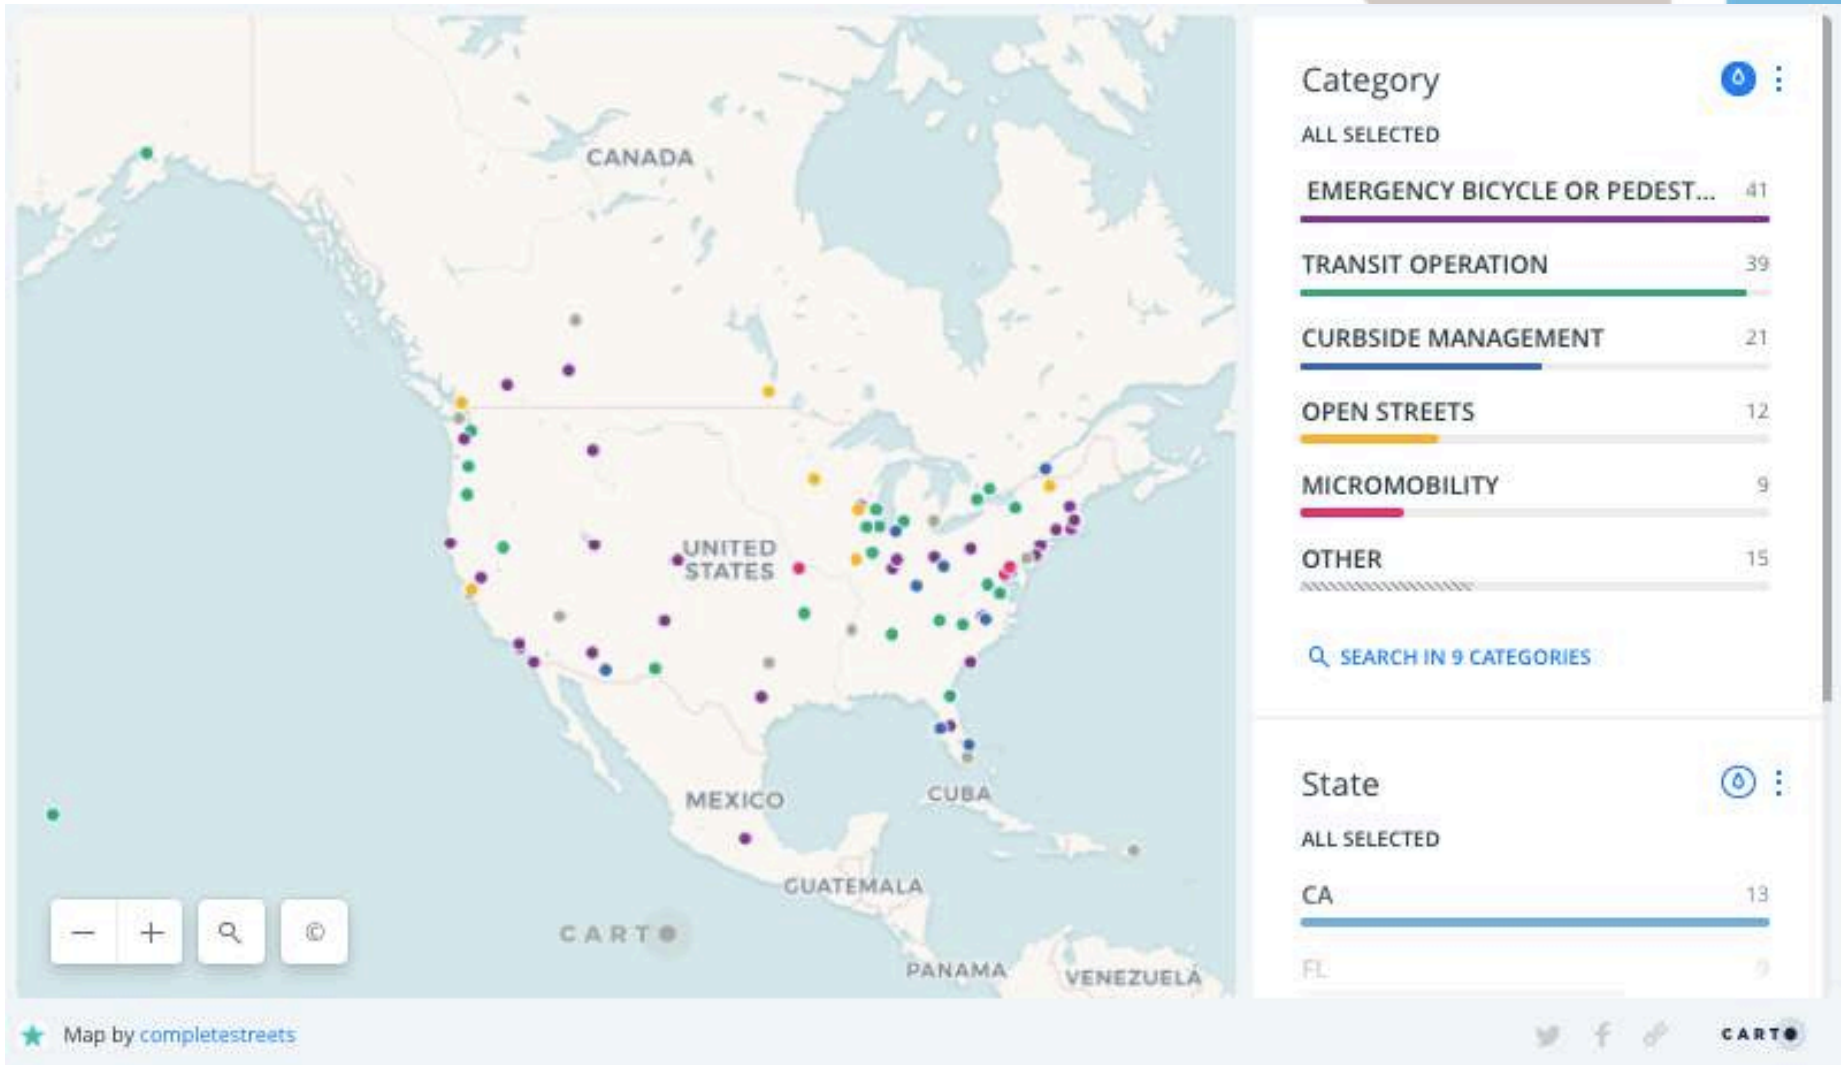 CANADA
UNITED
STATES
MEXICO
CUBA
GUATEMALA
PANAMA
VENEZUELA
CARTO
©
Category
ALL SELECTED
EMERGENCY BICYCLE OR PEDEST... 41
TRANSIT OPERATION 39
CURBSIDE MANAGEMENT 21
OPEN STREETS 12
MICROMOBILITY 9
OTHER 15
SEARCH IN 9 CATEGORIES
State
ALL SELECTED
CA 13
FL 9
Map by completestreets
CARTO